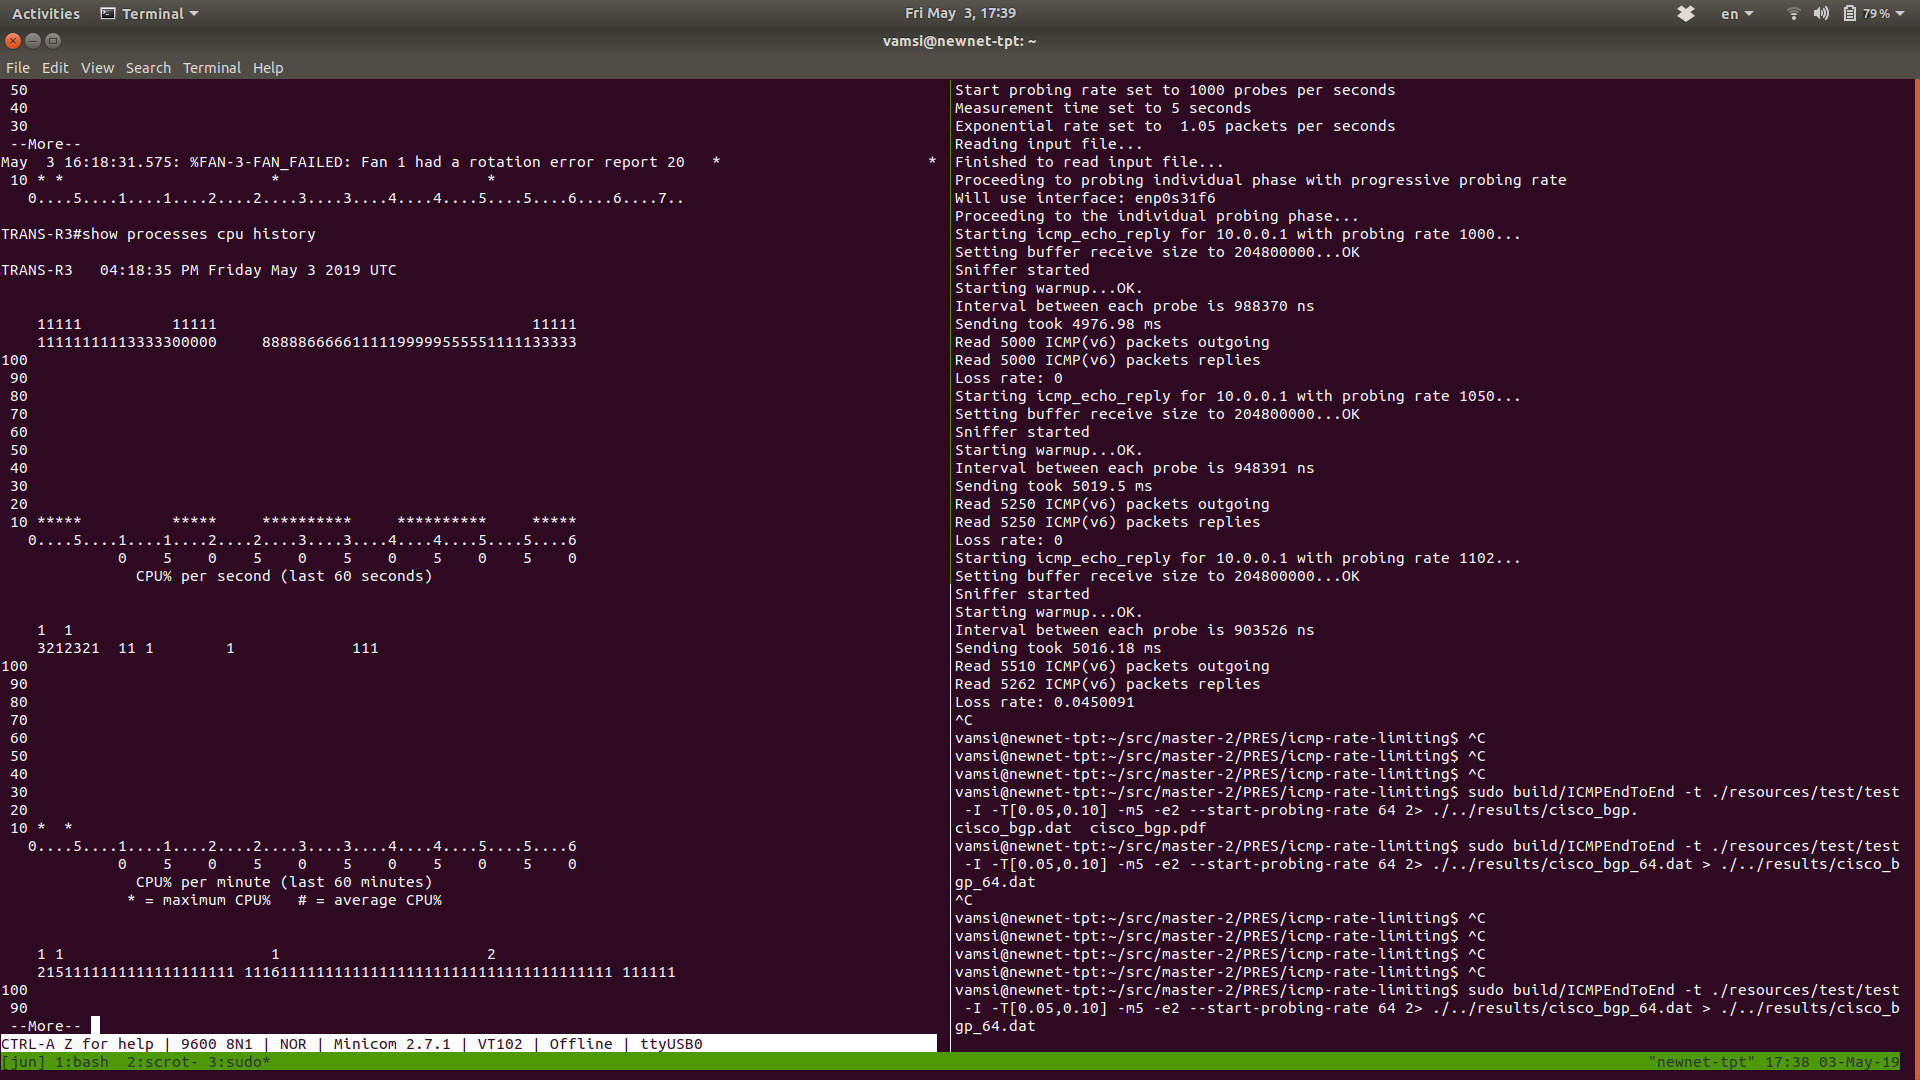 Activities Terminal Fri May 3, 17:39 en 79%
vamsi@newnet-tpt: ~
File Edit View Search Terminal Help
 50
 40
 30
 --More--
May  3 16:18:31.575: %FAN-3-FAN_FAILED: Fan 1 had a rotation error report 20   *                       *
 10 * *                       *                       *
   0....5....1....1....2....2....3....3....4....4....5....5....6....6....7..
TRANS-R3#show processes cpu history
TRANS-R3   04:18:35 PM Friday May 3 2019 UTC
    11111          11111                                   11111
    11111111113333300000     88888666661111199999555551111133333
100
 90
 80
 70
 60
 50
 40
 30
 20
 10 *****          *****     **********     **********     *****
   0....5....1....1....2....2....3....3....4....4....5....5....6
             0    5    0    5    0    5    0    5    0    5    0
               CPU% per second (last 60 seconds)
    1  1
    3212321  11 1        1             111
100
 90
 80
 70
 60
 50
 40
 30
 20
 10 *  *
   0....5....1....1....2....2....3....3....4....4....5....5....6
             0    5    0    5    0    5    0    5    0    5    0
               CPU% per minute (last 60 minutes)
              * = maximum CPU%   # = average CPU%
    1 1                       1                       2
    2151111111111111111111 11161111111111111111111111111111111111111 111111
100
 90
 --More--
CTRL-A Z for help | 9600 8N1 | NOR | Minicom 2.7.1 | VT102 | Offline | ttyUSB0
Start probing rate set to 1000 probes per seconds
Measurement time set to 5 seconds
Exponential rate set to  1.05 packets per seconds
Reading input file...
Finished to read input file...
Proceeding to probing individual phase with progressive probing rate
Will use interface: enp0s31f6
Proceeding to the individual probing phase...
Starting icmp_echo_reply for 10.0.0.1 with probing rate 1000...
Setting buffer receive size to 204800000...OK
Sniffer started
Starting warmup...OK.
Interval between each probe is 988370 ns
Sending took 4976.98 ms
Read 5000 ICMP(v6) packets outgoing
Read 5000 ICMP(v6) packets replies
Loss rate: 0
Starting icmp_echo_reply for 10.0.0.1 with probing rate 1050...
Setting buffer receive size to 204800000...OK
Sniffer started
Starting warmup...OK.
Interval between each probe is 948391 ns
Sending took 5019.5 ms
Read 5250 ICMP(v6) packets outgoing
Read 5250 ICMP(v6) packets replies
Loss rate: 0
Starting icmp_echo_reply for 10.0.0.1 with probing rate 1102...
Setting buffer receive size to 204800000...OK
Sniffer started
Starting warmup...OK.
Interval between each probe is 903526 ns
Sending took 5016.18 ms
Read 5510 ICMP(v6) packets outgoing
Read 5262 ICMP(v6) packets replies
Loss rate: 0.0450091
^C
vamsi@newnet-tpt:~/src/master-2/PRES/icmp-rate-limiting$ ^C
vamsi@newnet-tpt:~/src/master-2/PRES/icmp-rate-limiting$ ^C
vamsi@newnet-tpt:~/src/master-2/PRES/icmp-rate-limiting$ ^C
vamsi@newnet-tpt:~/src/master-2/PRES/icmp-rate-limiting$ sudo build/ICMPEndToEnd -t ./resources/test/test
 -I -T[0.05,0.10] -m5 -e2 --start-probing-rate 64 2> ./../results/cisco_bgp.
cisco_bgp.dat  cisco_bgp.pdf
vamsi@newnet-tpt:~/src/master-2/PRES/icmp-rate-limiting$ sudo build/ICMPEndToEnd -t ./resources/test/test
 -I -T[0.05,0.10] -m5 -e2 --start-probing-rate 64 2> ./../results/cisco_bgp_64.dat > ./../results/cisco_b
gp_64.dat
^C
vamsi@newnet-tpt:~/src/master-2/PRES/icmp-rate-limiting$ ^C
vamsi@newnet-tpt:~/src/master-2/PRES/icmp-rate-limiting$ ^C
vamsi@newnet-tpt:~/src/master-2/PRES/icmp-rate-limiting$ ^C
vamsi@newnet-tpt:~/src/master-2/PRES/icmp-rate-limiting$ ^C
vamsi@newnet-tpt:~/src/master-2/PRES/icmp-rate-limiting$ sudo build/ICMPEndToEnd -t ./resources/test/test
 -I -T[0.05,0.10] -m5 -e2 --start-probing-rate 64 2> ./../results/cisco_bgp_64.dat > ./../results/cisco_b
gp_64.dat
[jun] 1:bash  2:scrot- 3:sudo* "newnet-tpt" 17:38 03-May-19